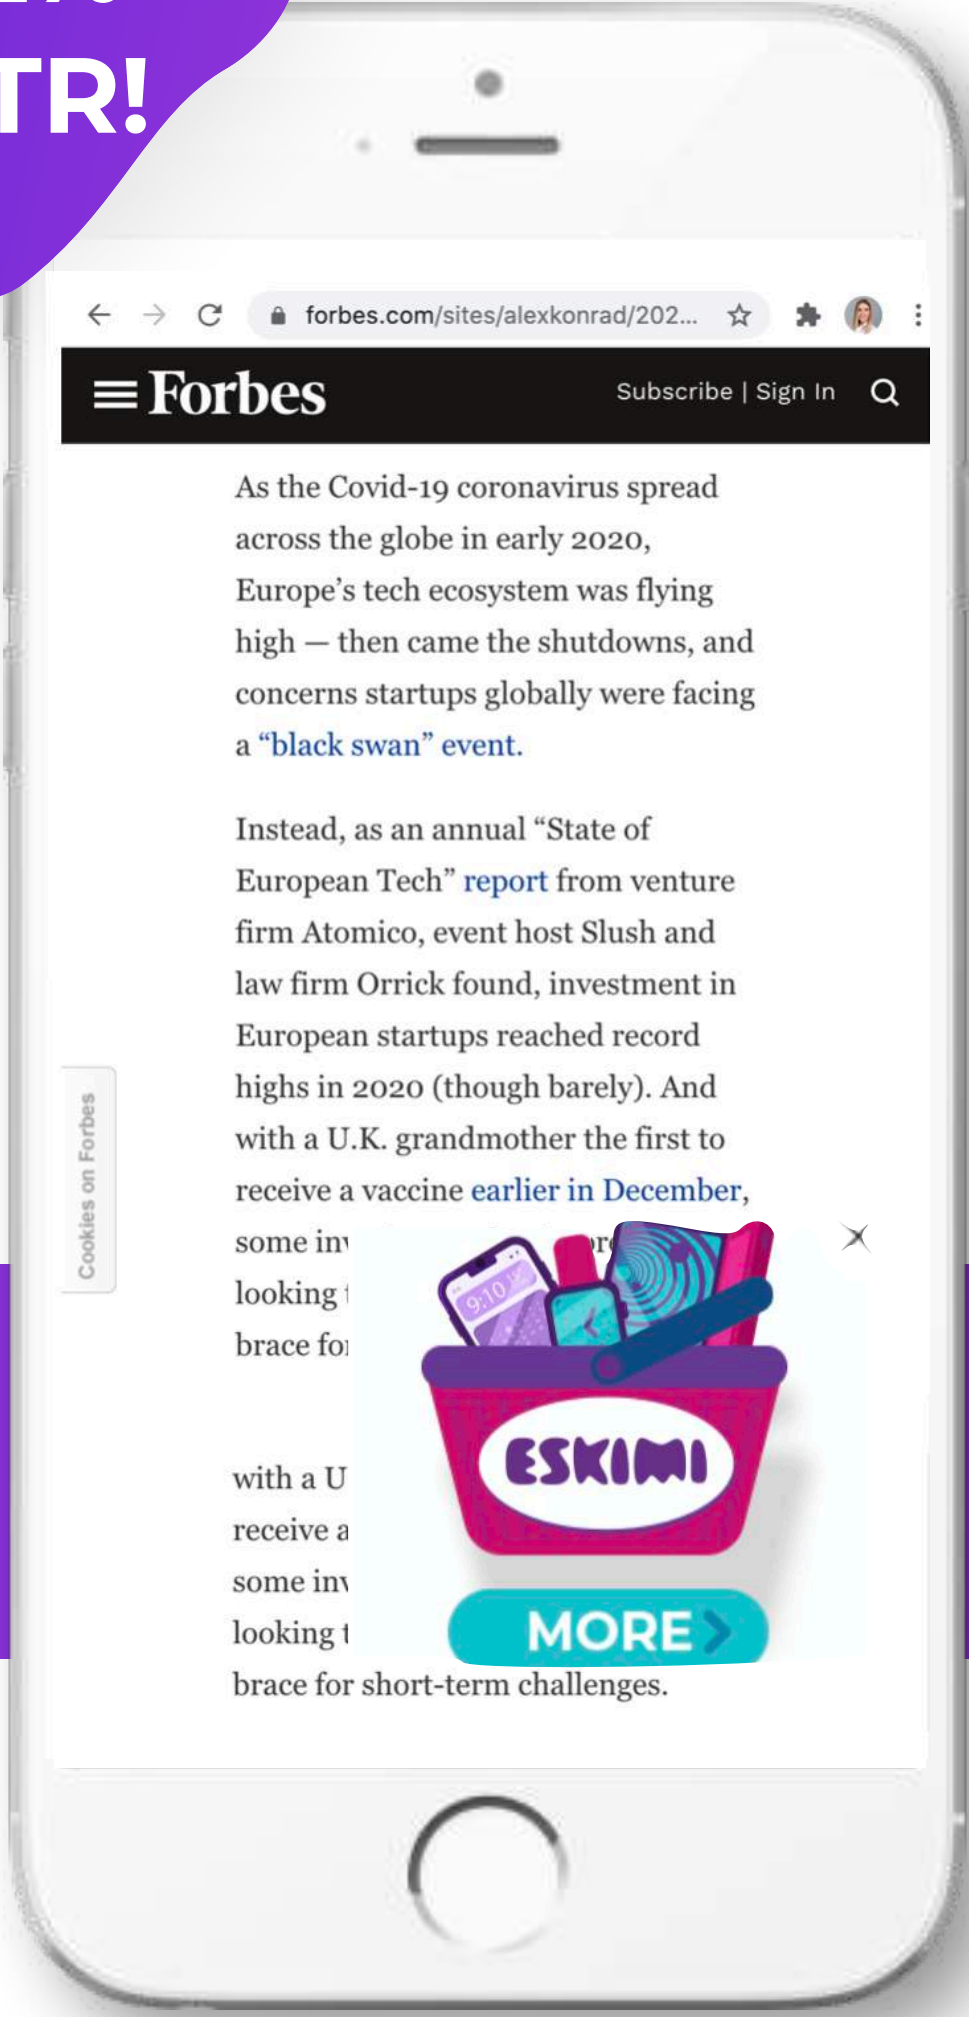 TR!
forbes.com/sites/alexkonrad/202...
Forbes
Subscribe | Sign In
As the Covid-19 coronavirus spread
across the globe in early 2020,
Europe's tech ecosystem was flying
high — then came the shutdowns, and
concerns startups globally were facing
a “black swan” event.
Instead, as an annual “State of
European Tech” report from venture
firm Atomico, event host Slush and
law firm Orrick found, investment in
European startups reached record
highs in 2020 (though barely). And
with a U.K. grandmother the first to
receive a vaccine earlier in December,
some
looking
brace
Cookies on Forbes
9:10
ESKIMI
MORE
with a U
receive a
some
looking
brace for short-term challenges.